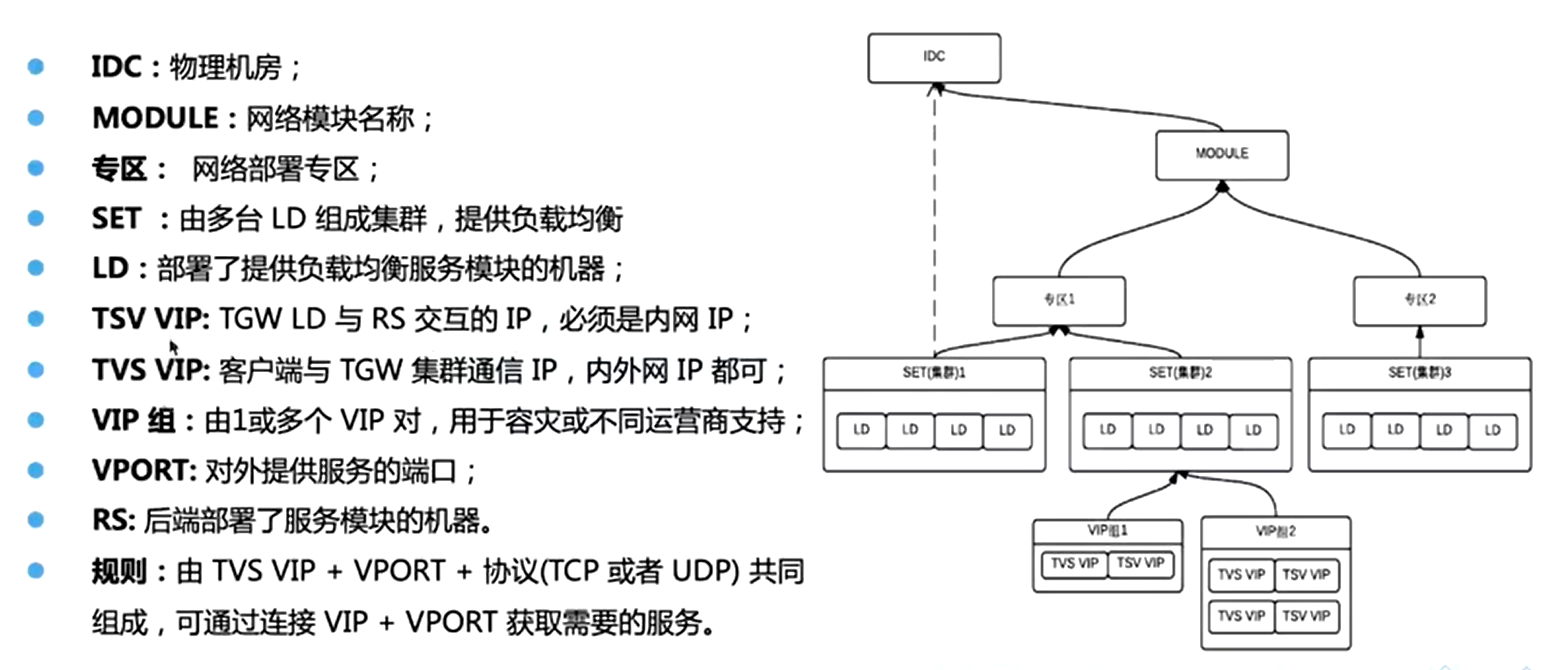 IDC：物理机房；
MODULE：网络模块名称；
专区： 网络部署专区；
SET ：由多台 LD 组成集群，提供负载均衡
LD：部署了提供负载均衡服务模块的机器；
TSV VIP: TGW LD 与 RS 交互的 IP，必须是内网 IP；
TVS VIP: 客户端与 TGW 集群通信 IP，内外网 IP 都可；
VIP 组：由1或多个 VIP 对，用于容灾或不同运营商支持；
VPORT: 对外提供服务的端口；
RS: 后端部署了服务模块的机器。
规则：由 TVS VIP + VPORT + 协议(TCP 或者 UDP) 共同
组成，可通过连接 VIP + VPORT 获取需要的服务。
IDC
MODULE
专区1
专区2
SET(集群)1
SET(集群)2
SET(集群)3
LD LD LD LD
LD LD LD LD
LD LD LD LD
VIP组1
VIP组2
TVS VIP TSV VIP
TVS VIP TSV VIP
TVS VIP TSV VIP